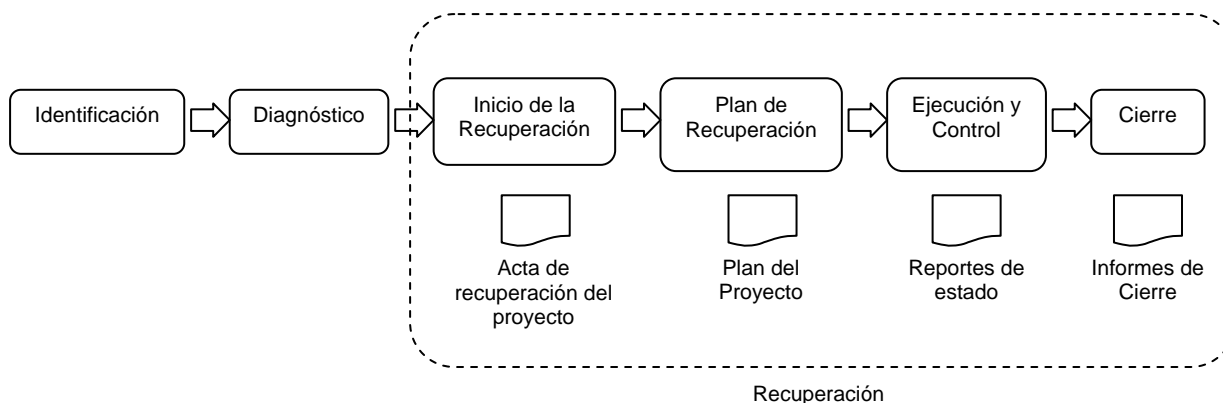 Identificación
Diagnóstico
Inicio de la
Recuperación
Plan de
Recuperación
Ejecución y
Control
Cierre
Acta de
recuperación del
proyecto
Plan del
Proyecto
Reportes de
estado
Informes de
Cierre
Recuperación